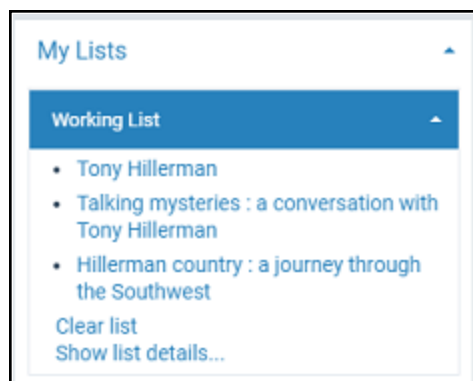 My Lists
Working List
• Tony Hillerman
• Talking mysteries : a conversation with
Tony Hillerman
• Hillerman country : a journey through
the Southwest
Clear list
Show list details...